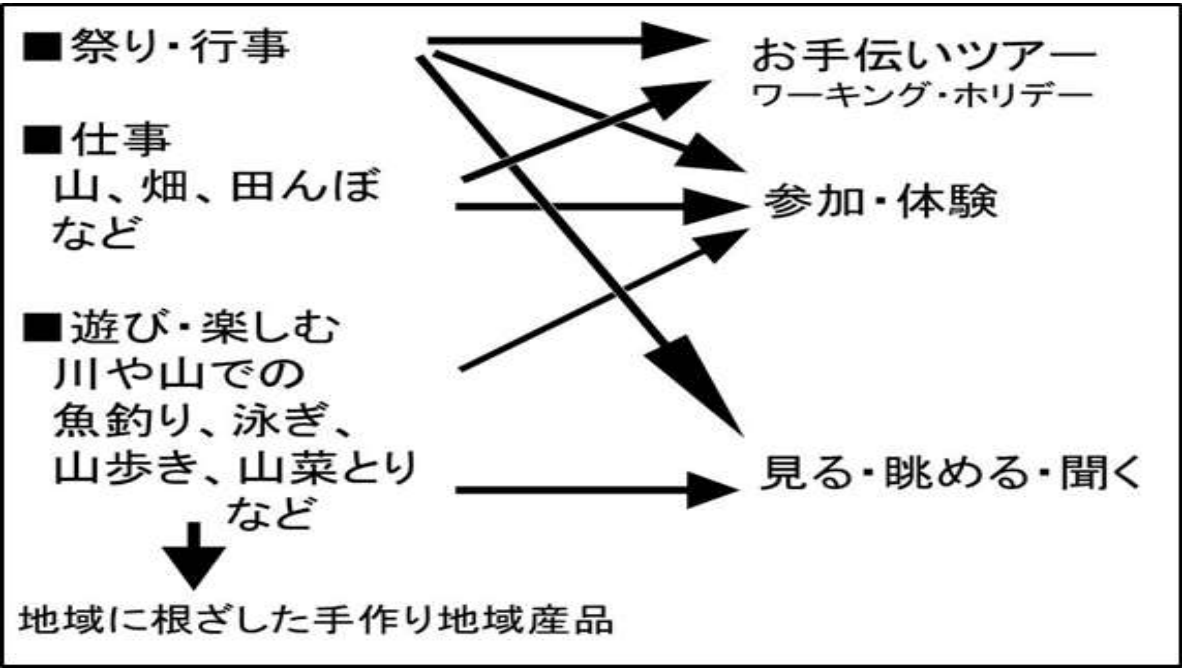 ■祭り・行事
お手伝いツアー
ワーキング・ホリデー
■仕事
山、畑、田んぼ
など
参加・体験
■遊び・楽しむ
川や山での
魚釣り、泳ぎ、
山歩き、山菜とり
など
見る・眺める・聞く
地域に根ざした手作り地域産品